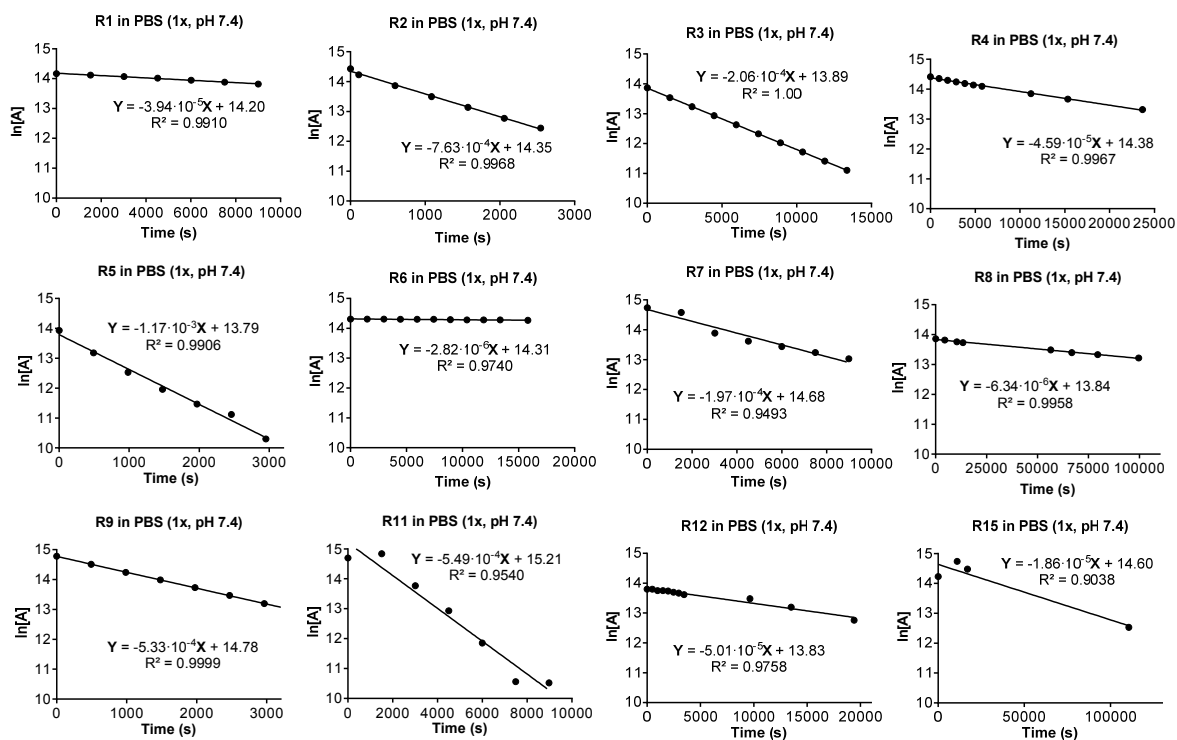 R1 in PBS (1x, pH 7.4)
15
14
13
12
11
10
ln[A]
Y = -3.94·10⁻⁵X + 14.20
R² = 0.9910
0 2000 4000 6000 8000 10000
Time (s)
R2 in PBS (1x, pH 7.4)
15
14
13
12
11
10
ln[A]
Y = -7.63·10⁻⁴X + 14.35
R² = 0.9968
0 1000 2000 3000
Time (s)
R3 in PBS (1x, pH 7.4)
15
14
13
12
11
10
ln[A]
Y = -2.06·10⁻⁴X + 13.89
R² = 1.00
0 5000 10000 15000
Time (s)
R4 in PBS (1x, pH 7.4)
15
14
13
12
11
10
ln[A]
Y = -4.59·10⁻⁵X + 14.38
R² = 0.9967
0 5000 10000 15000 20000 25000
Time (s)
R5 in PBS (1x, pH 7.4)
15
14
13
12
11
10
ln[A]
Y = -1.17·10⁻³X + 13.79
R² = 0.9906
0 1000 2000 3000
Time (s)
R6 in PBS (1x, pH 7.4)
15
14
13
12
11
10
ln[A]
Y = -2.82·10⁻⁶X + 14.31
R² = 0.9740
0 5000 10000 15000 20000
Time (s)
R7 in PBS (1x, pH 7.4)
15
14
13
12
11
10
ln[A]
Y = -1.97·10⁻⁴X + 14.68
R² = 0.9493
0 2000 4000 6000 8000 10000
Time (s)
R8 in PBS (1x, pH 7.4)
15
14
13
12
11
10
ln[A]
Y = -6.34·10⁻⁶X + 13.84
R² = 0.9958
0 25000 50000 75000 100000
Time (s)
R9 in PBS (1x, pH 7.4)
15
14
13
12
11
10
ln[A]
Y = -5.33·10⁻⁴X + 14.78
R² = 0.9999
0 1000 2000 3000
Time (s)
R11 in PBS (1x, pH 7.4)
15
14
13
12
11
10
ln[A]
Y = -5.49·10⁻⁴X + 15.21
R² = 0.9540
0 2000 4000 6000 8000 10000
Time (s)
R12 in PBS (1x, pH 7.4)
15
14
13
12
11
10
ln[A]
Y = -5.01·10⁻⁵X + 13.83
R² = 0.9758
0 5000 10000 15000 20000
Time (s)
R15 in PBS (1x, pH 7.4)
15
14
13
12
11
10
ln[A]
Y = -1.86·10⁻⁵X + 14.60
R² = 0.9038
0 50000 100000
Time (s)